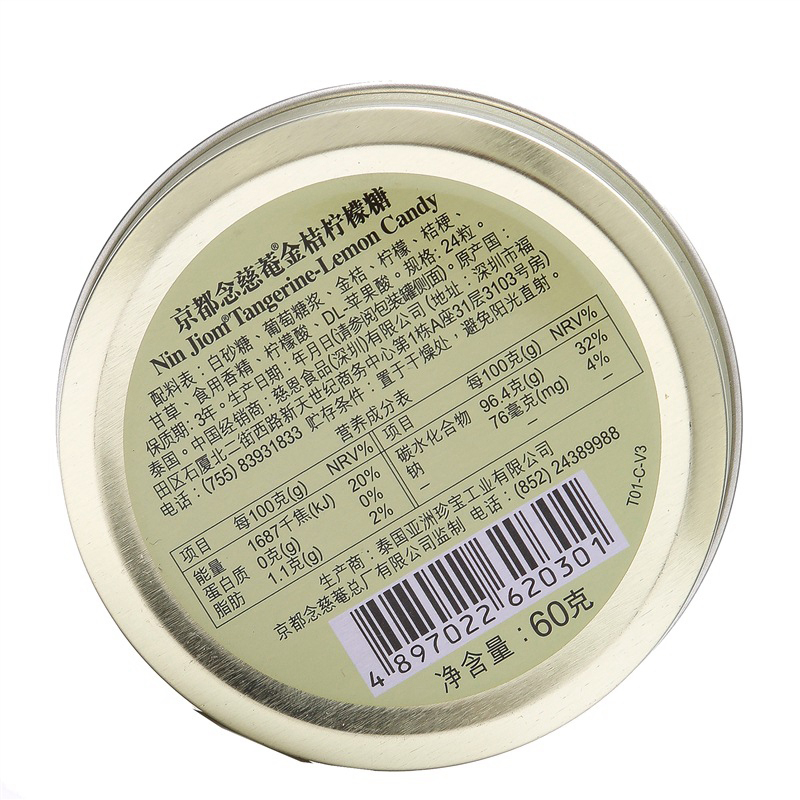 京都念慈菴®金桔柠檬糖
Nin Jiom® Tangerine-Lemon Candy
配料表：白砂糖、葡萄糖浆、金桔、柠檬、桔梗、
甘草、食用香精、柠檬酸、DL-苹果酸。规格：24粒。
保质期：3年。生产日期：年月日(请参阅包装罐侧面)。原产国：
泰国。中国经销商：慈恩食品(深圳)有限公司(地址：深圳市福
田区石厦北二街西路新天世纪商务中心第1栋A座31层3103号房)
电话：(755) 83931833 贮存条件：置于干燥处，避免阳光直射。
营养成分表
项目 每100克(g) NRV% 项目 每100克(g) NRV%
能量 1687千焦(kJ) 20% 碳水化合物 96.4克(g) 32%
蛋白质 0克(g) 0% 钠 76毫克(mg) 4%
脂肪 1.1克(g) 2% – – –
生产商：泰国亚洲珍宝工业有限公司
京都念慈菴总厂有限公司监制 电话：(852) 24389988
4 897022 620301
净含量：60克
T01-C-V3